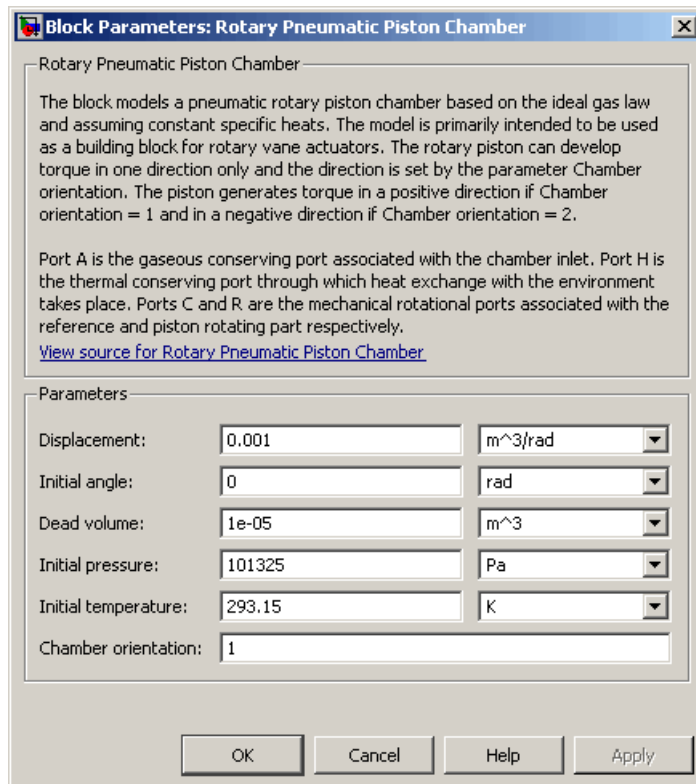 Block Parameters: Rotary Pneumatic Piston Chamber
Rotary Pneumatic Piston Chamber
The block models a pneumatic rotary piston chamber based on the ideal gas law
and assuming constant specific heats. The model is primarily intended to be used
as a building block for rotary vane actuators. The rotary piston can develop
torque in one direction only and the direction is set by the parameter Chamber
orientation. The piston generates torque in a positive direction if Chamber
orientation = 1 and in a negative direction if Chamber orientation = 2.
Port A is the gaseous conserving port associated with the chamber inlet. Port H is
the thermal conserving port through which heat exchange with the environment
takes place. Ports C and R are the mechanical rotational ports associated with the
reference and piston rotating part respectively.
View source for Rotary Pneumatic Piston Chamber
Parameters
Displacement: 0.001 m^3/rad
Initial angle: 0 rad
Dead volume: 1e-05 m^3
Initial pressure: 101325 Pa
Initial temperature: 293.15 K
Chamber orientation: 1
OK Cancel Help Apply